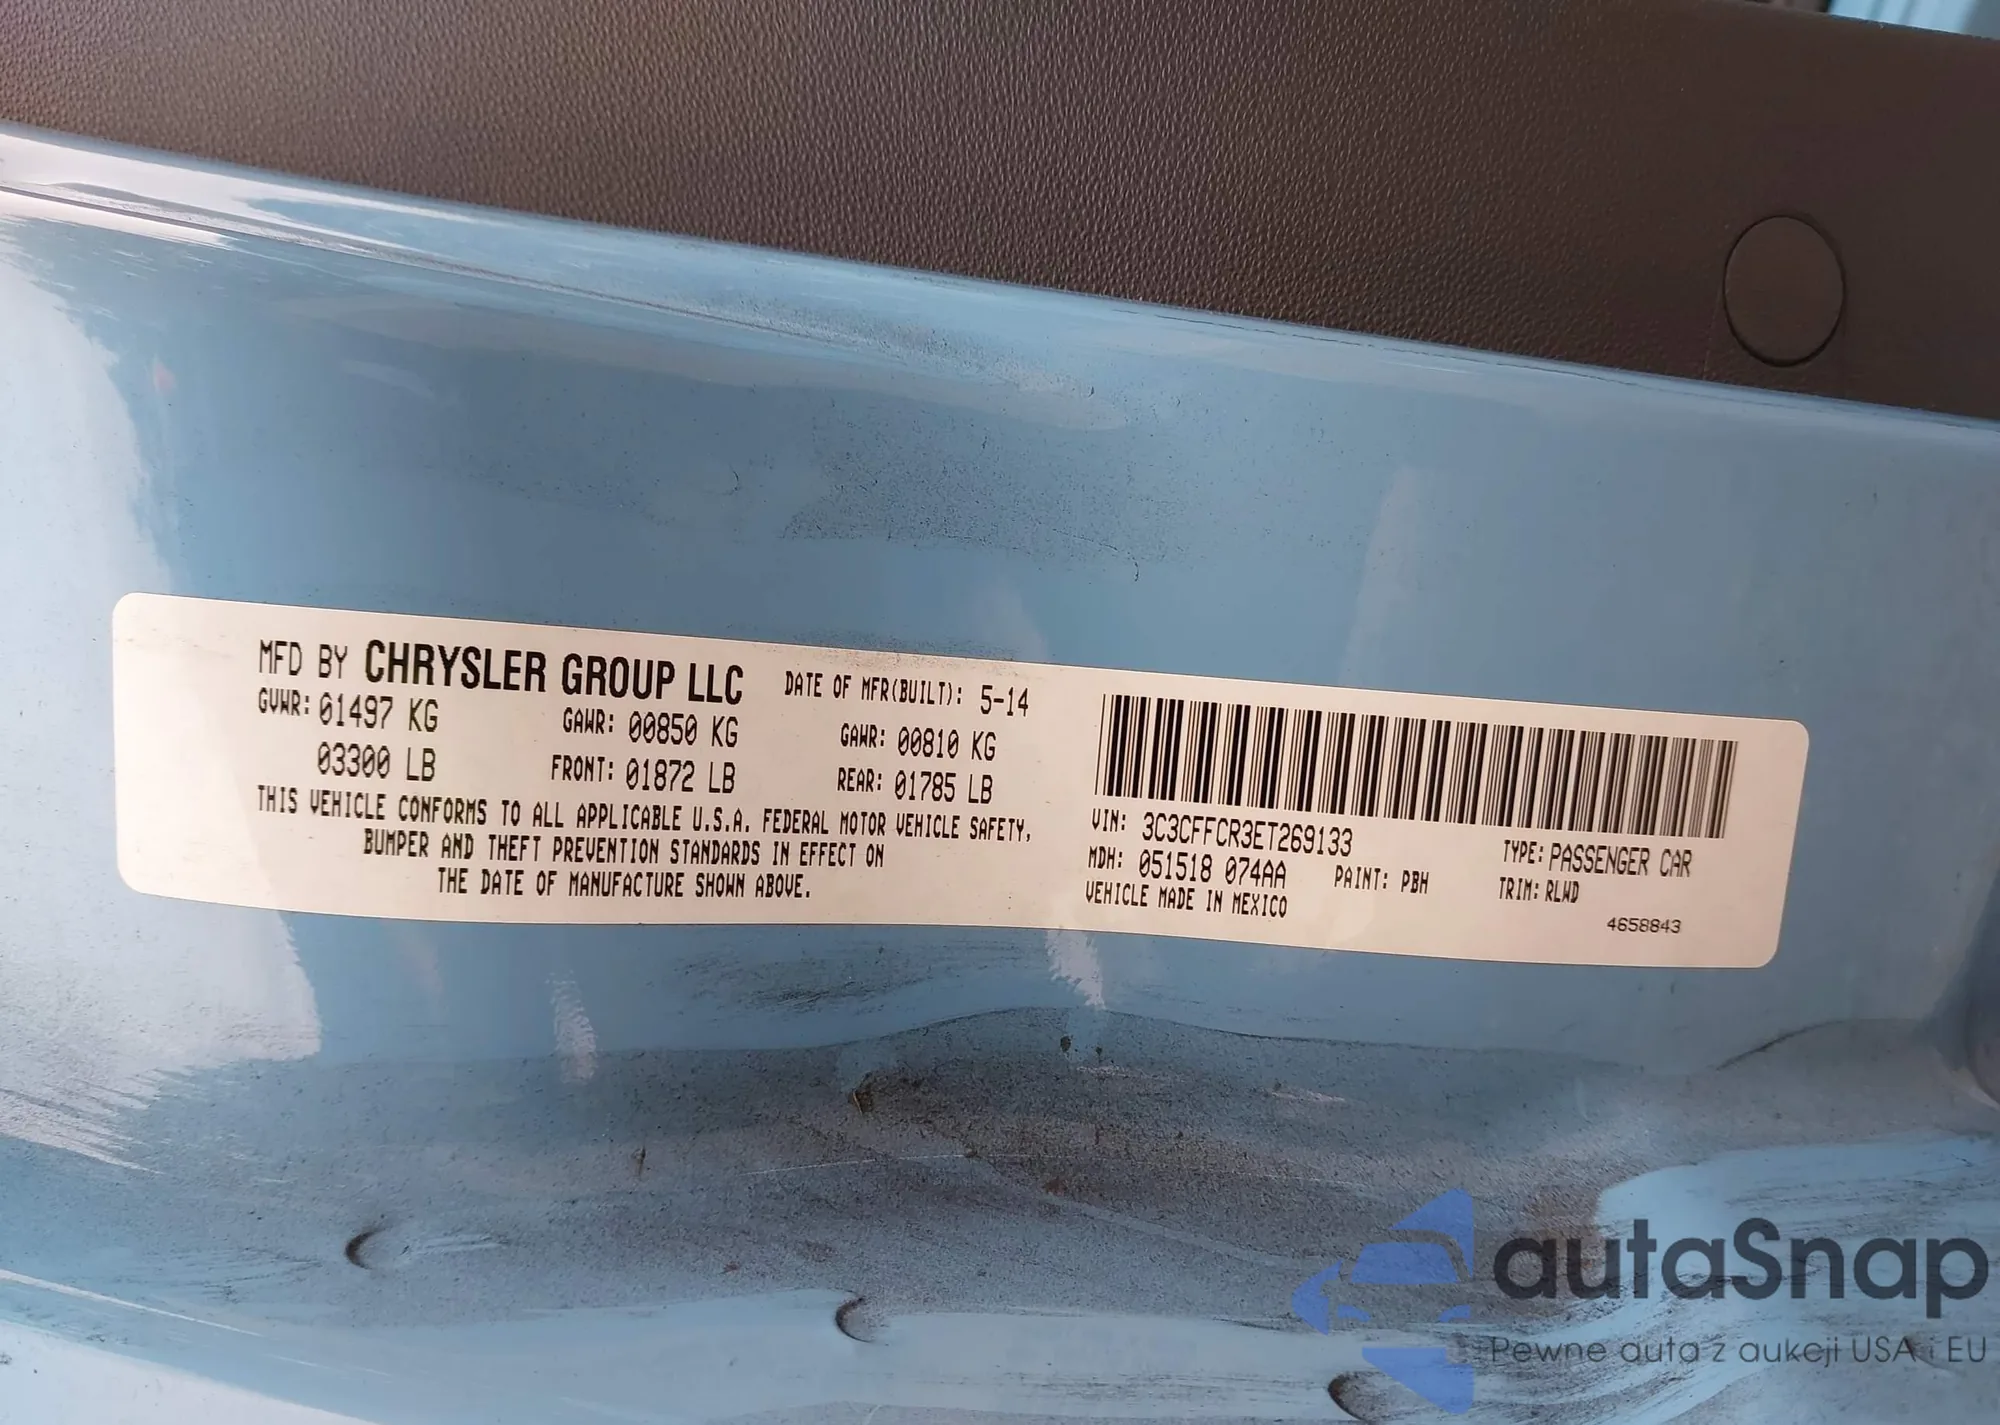 MFD BY CHRYSLER GROUP LLC DATE OF MFR(BUILT): 5-14
GVWR: 01497 KG GAWR: 00850 KG GAWR: 00810 KG
03300 LB FRONT: 01872 LB REAR: 01785 LB
THIS VEHICLE CONFORMS TO ALL APPLICABLE U.S.A. FEDERAL MOTOR VEHICLE SAFETY,
BUMPER AND THEFT PREVENTION STANDARDS IN EFFECT ON
THE DATE OF MANUFACTURE SHOWN ABOVE.
VIN: 3C3CFFCR3ET269133 TYPE: PASSENGER CAR
MDH: 051518 074AA PAINT: PBH TRIM: RLWD
VEHICLE MADE IN MEXICO
4658843
autaSnap
Pewne auta z aukcji USA i EU